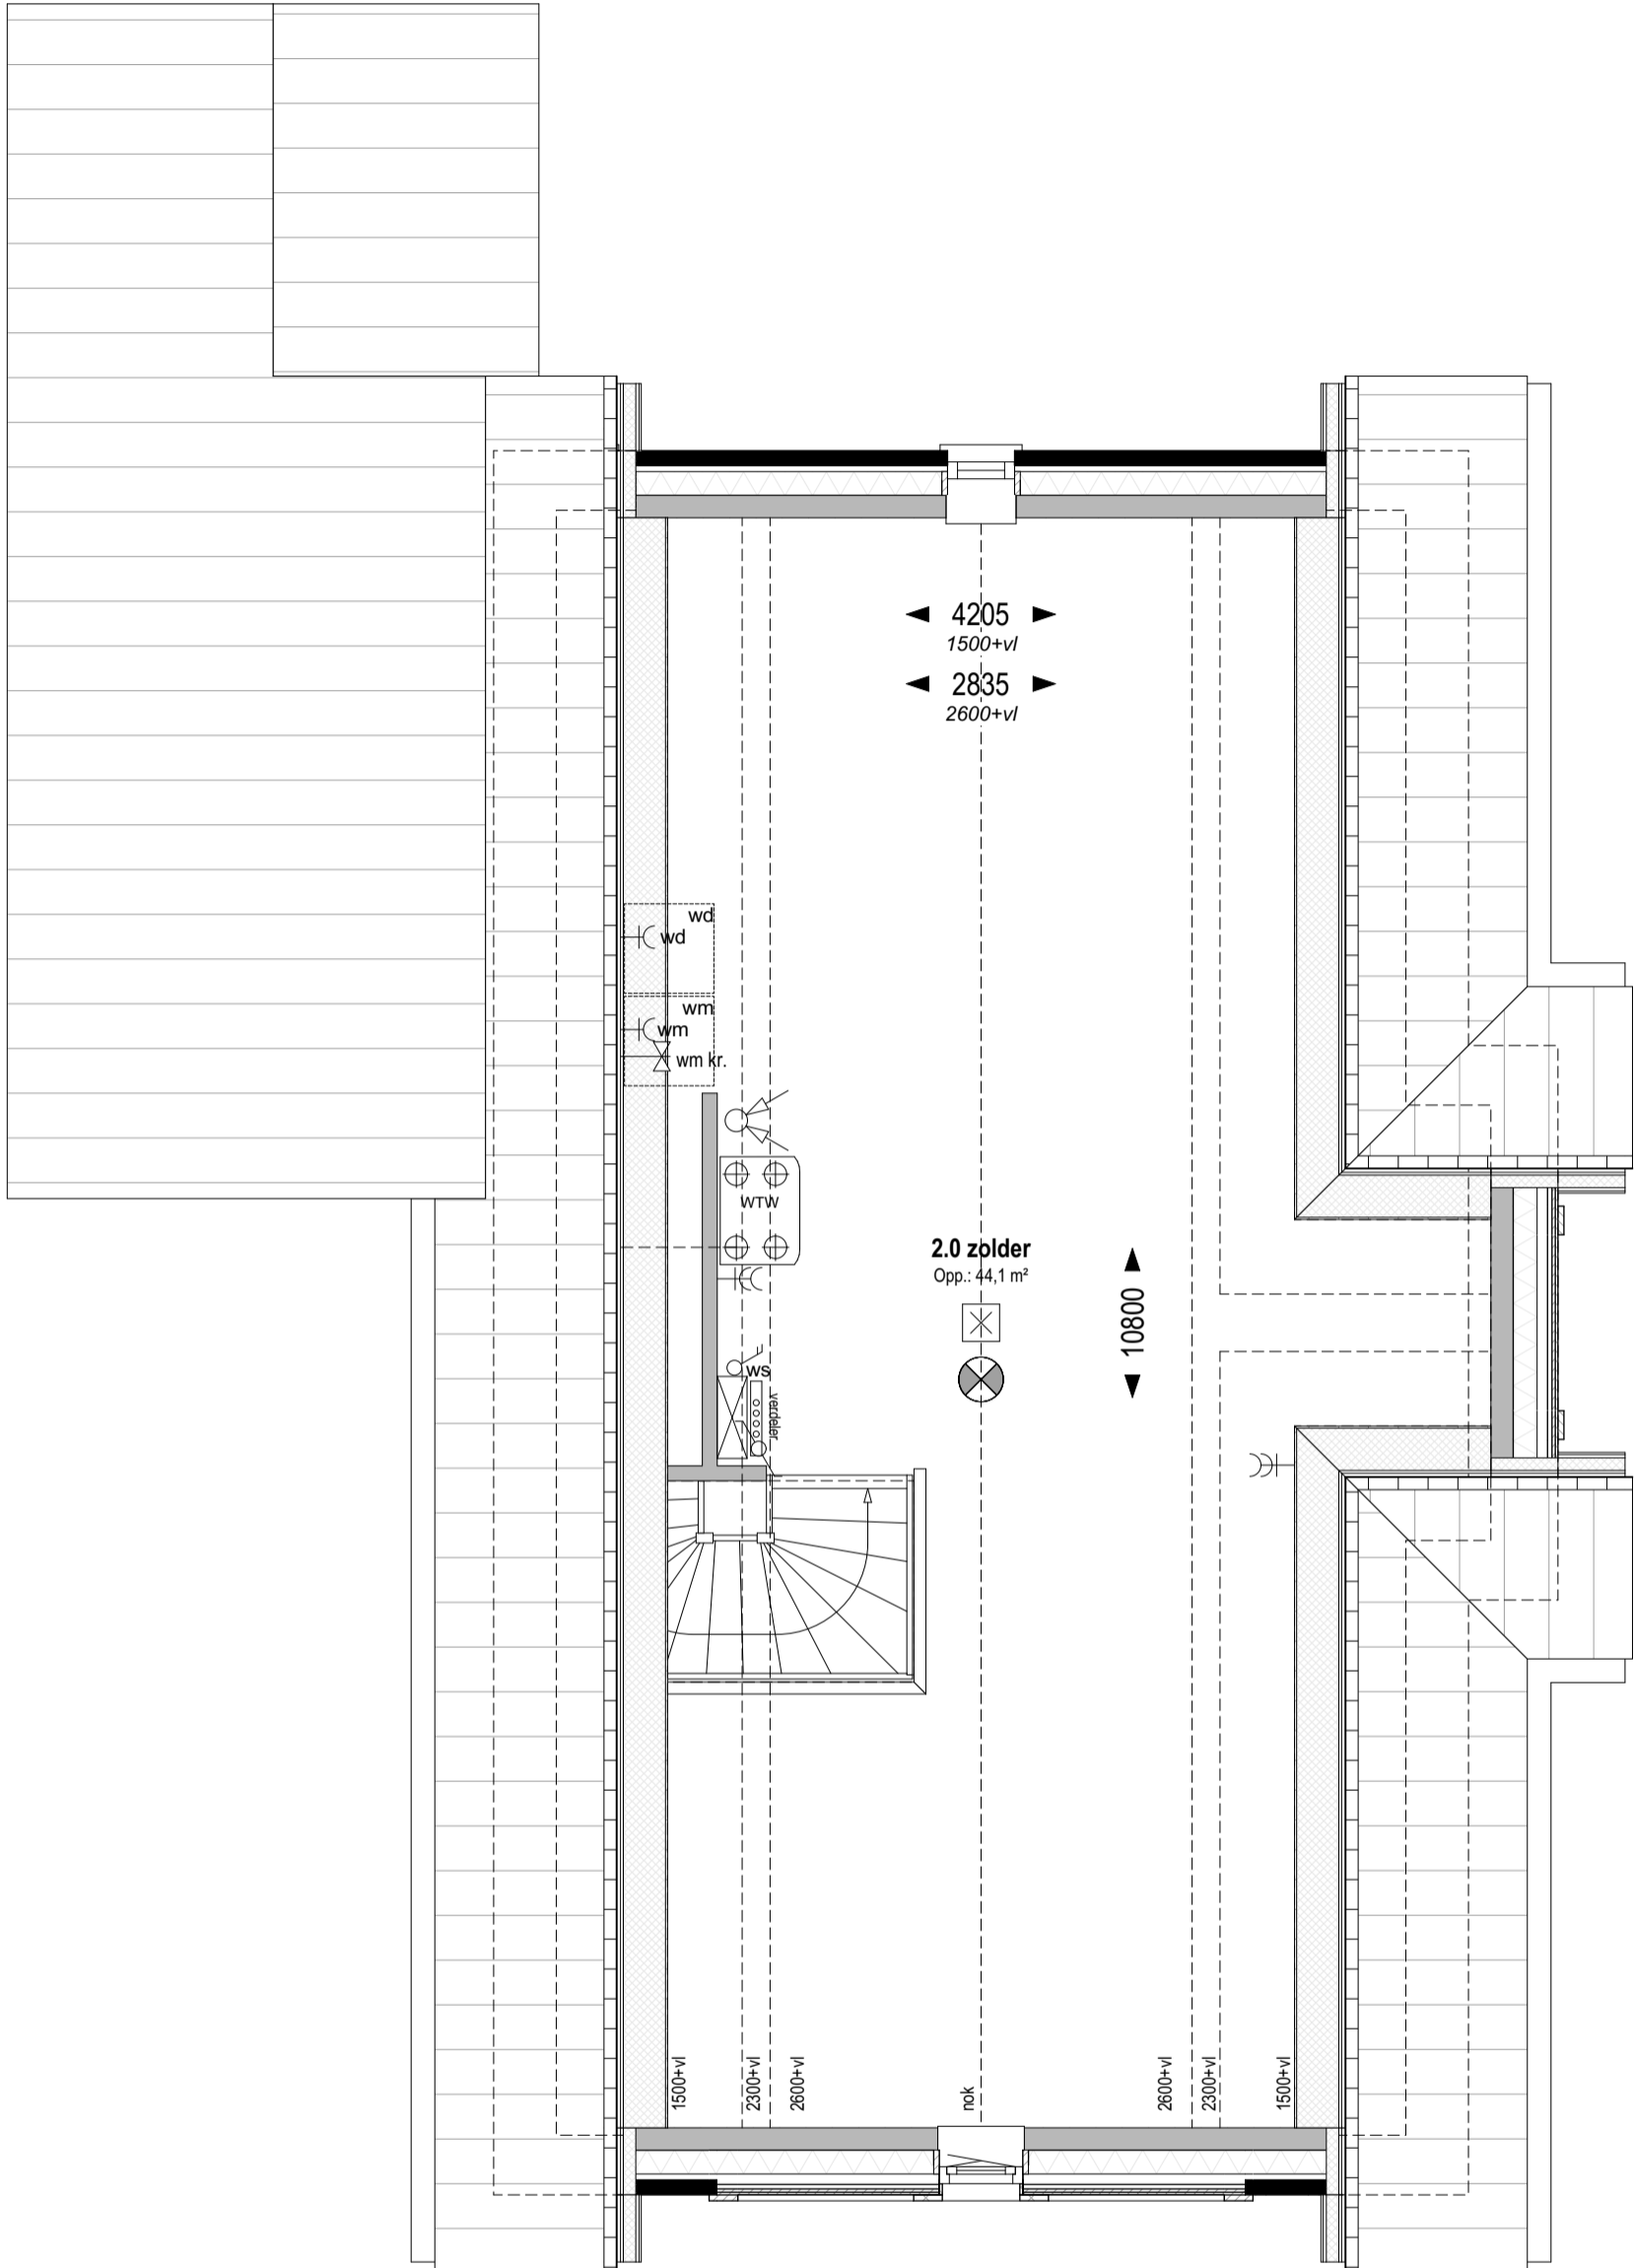 4205
1500+vl
2835
2600+vl
wd
wd
wm
wm
wm kr.
WTW
2.0 zolder
Opp.: 44,1 m²
10800
ws
verdeler
1500+vl
2300+vl
2600+vl
nok
2600+vl
2300+vl
1500+vl